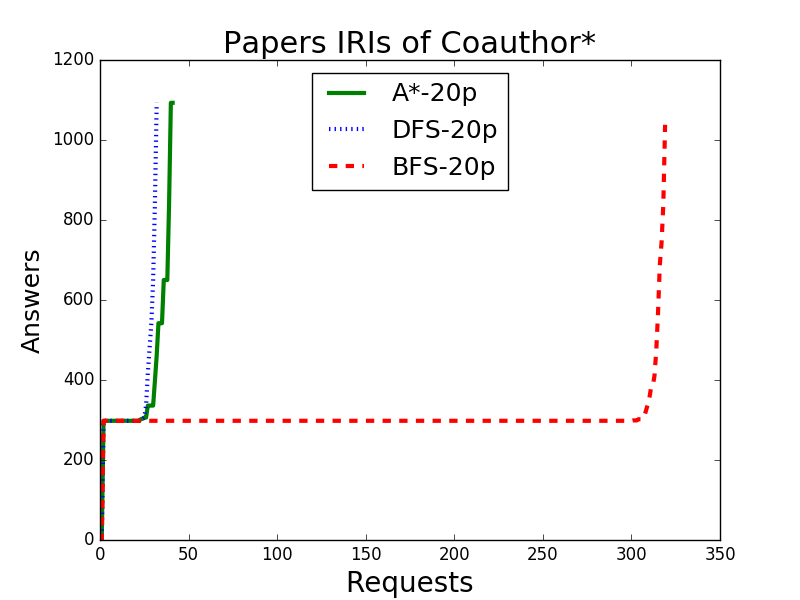 Papers IRIs of Coauthor*
1200
1000
800
600
400
200
0
Answers
A*-20p
DFS-20p
BFS-20p
0 50 100 150 200 250 300 350
Requests